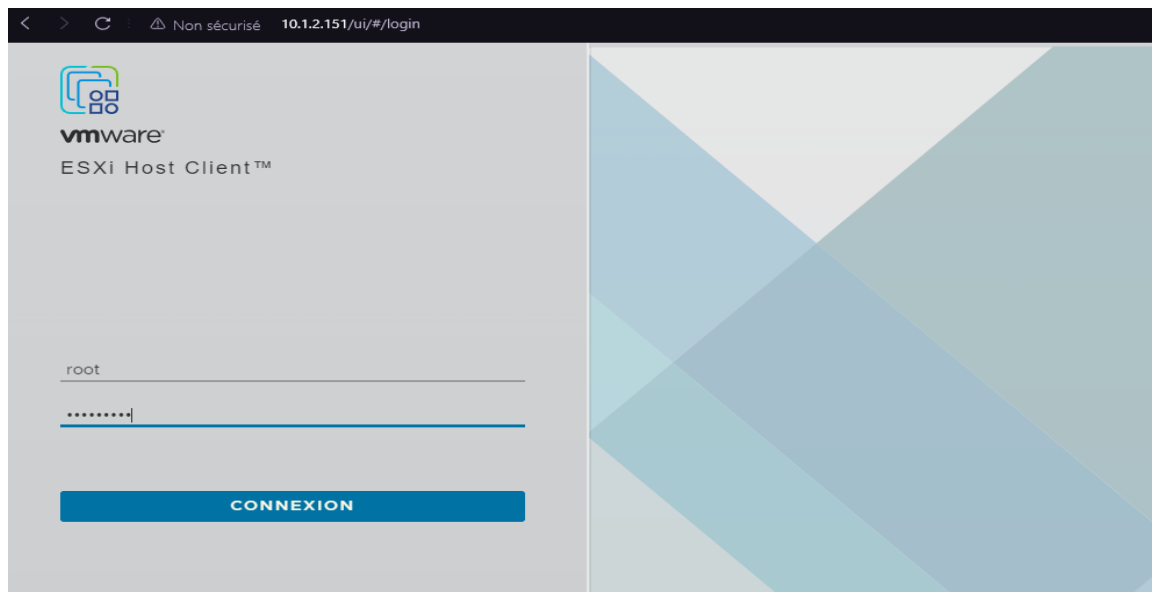 Non sécurisé 10.1.2.151/ui/#/login
vmware®
ESXi Host Client™
root
•••••••••
CONNEXION